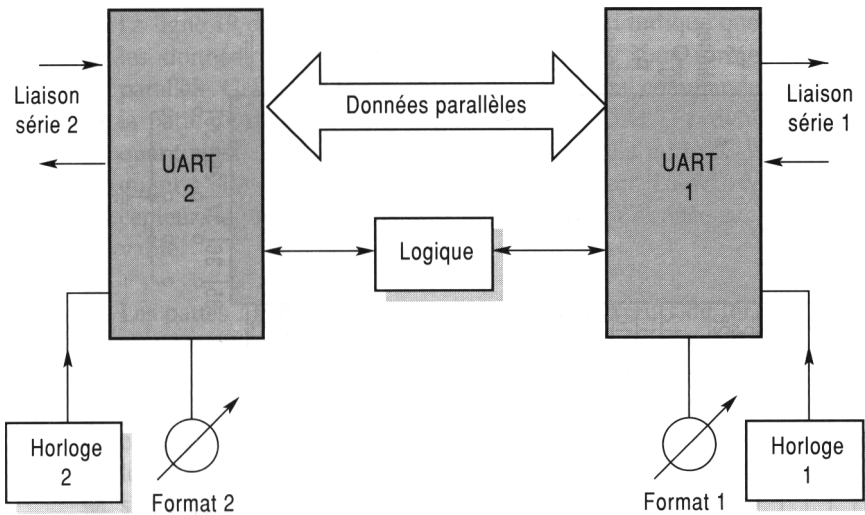 Données parallèles
Liaison
série 2
Liaison
série 1
UART
2
UART
1
Logique
Horloge
2
Horloge
1
Format 2
Format 1